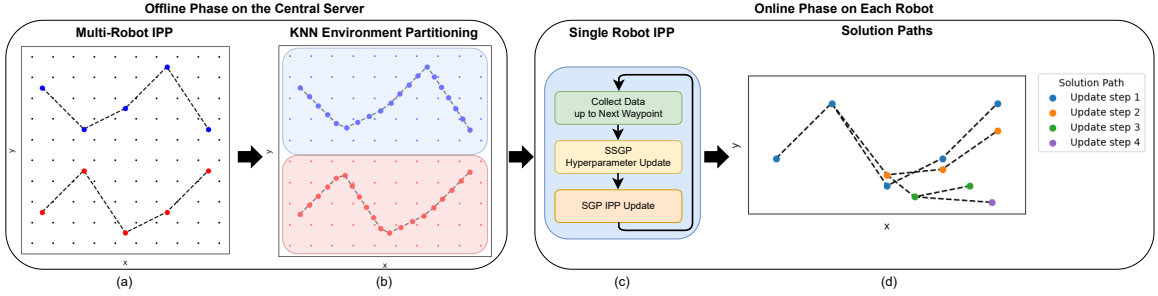 Offline Phase on the Central Server
Online Phase on Each Robot
Multi-Robot IPP
KNN Environment Partitioning
Single Robot IPP
Solution Paths
y
x
(a)
y
x
(b)
Collect Data
up to Next Waypoint
SSGP
Hyperparameter Update
SGP IPP Update
(c)
y
x
(d)
Solution Path
Update step 1
Update step 2
Update step 3
Update step 4